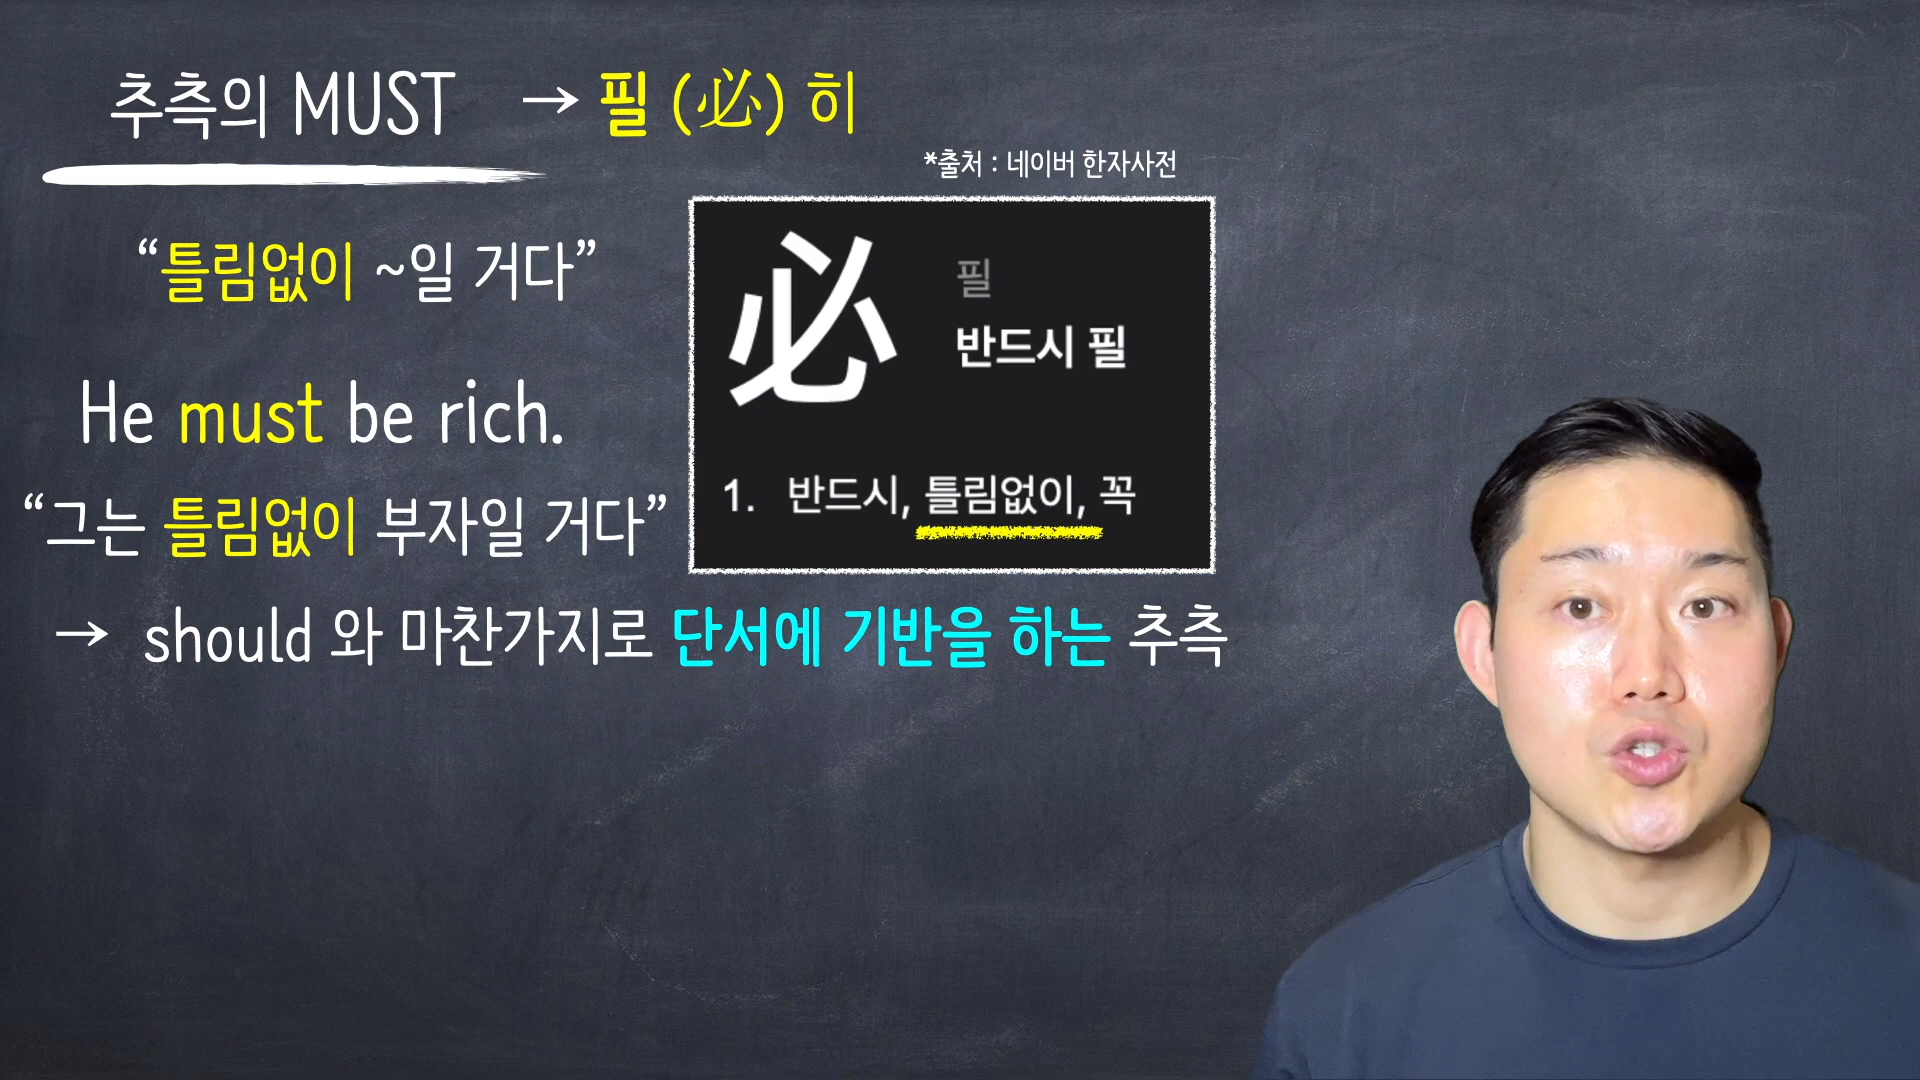 추측의 MUST → 필 (必) 히
*출처 : 네이버 한자사전
“틀림없이 ~일 거다”
必 필
반드시 필
1. 반드시, 틀림없이, 꼭
He must be rich.
“그는 틀림없이 부자일 거다”
→ should 와 마찬가지로 단서에 기반을 하는 추측